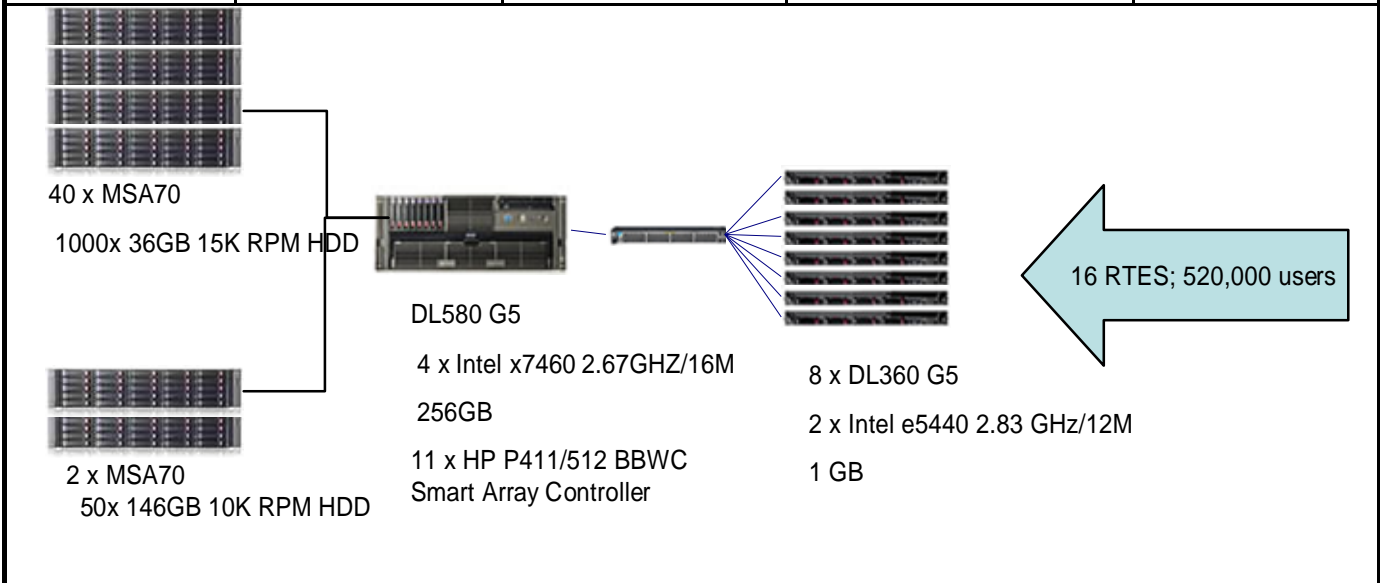 40 x MSA70
1000x 36GB 15K RPM HDD
2 x MSA70
50x 146GB 10K RPM HDD
DL580 G5
4 x Intel x7460 2.67GHZ/16M
256GB
11 x HP P411/512 BBWC
Smart Array Controller
8 x DL360 G5
2 x Intel e5440 2.83 GHz/12M
1 GB
16 RTES; 520,000 users